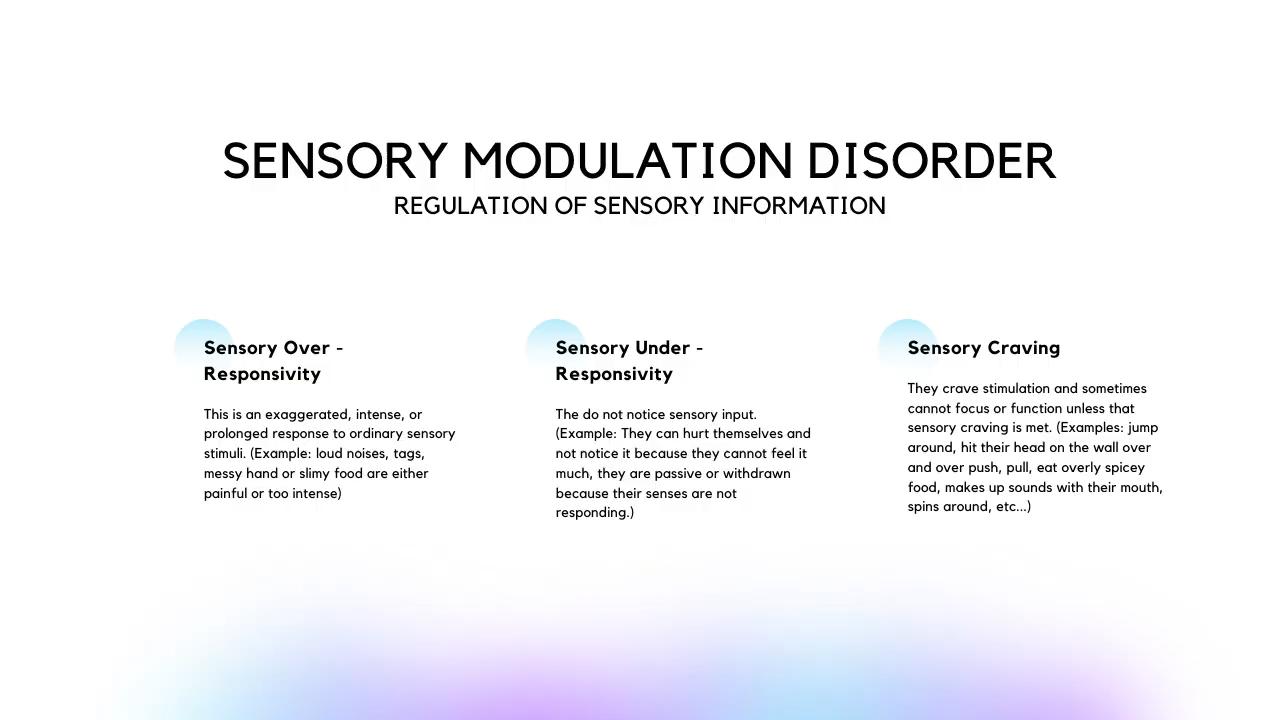 SENSORY MODULATION DISORDER
REGULATION OF SENSORY INFORMATION
Sensory Over -
Responsivity
This is an exaggerated, intense, or
prolonged response to ordinary sensory
stimuli. (Example: loud noises, tags,
messy hand or slimy food are either
painful or too intense)
Sensory Under -
Responsivity
The do not notice sensory input.
(Example: They can hurt themselves and
not notice it because they cannot feel it
much, they are passive or withdrawn
because their senses are not
responding.)
Sensory Craving
They crave stimulation and sometimes
cannot focus or function unless that
sensory craving is met. (Examples: jump
around, hit their head on the wall over
and over push, pull, eat overly spicey
food, makes up sounds with their mouth,
spins around, etc...)